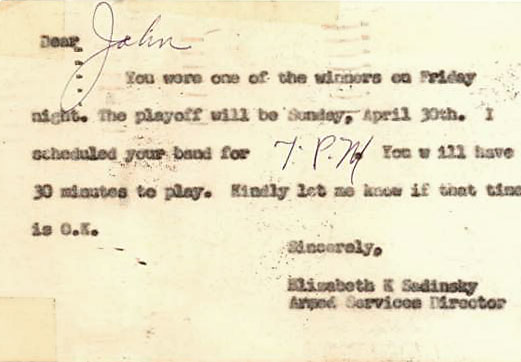 Dear John
You were one of the winners on Friday
night. The playoff will be Sunday, April 30th. I
scheduled your band for 7. P.M You w ill have
30 minutes to play. Kindly let me know if that time
is O.K.
Sincerely,
Elizabeth K Sadinsky
Armed Services Director